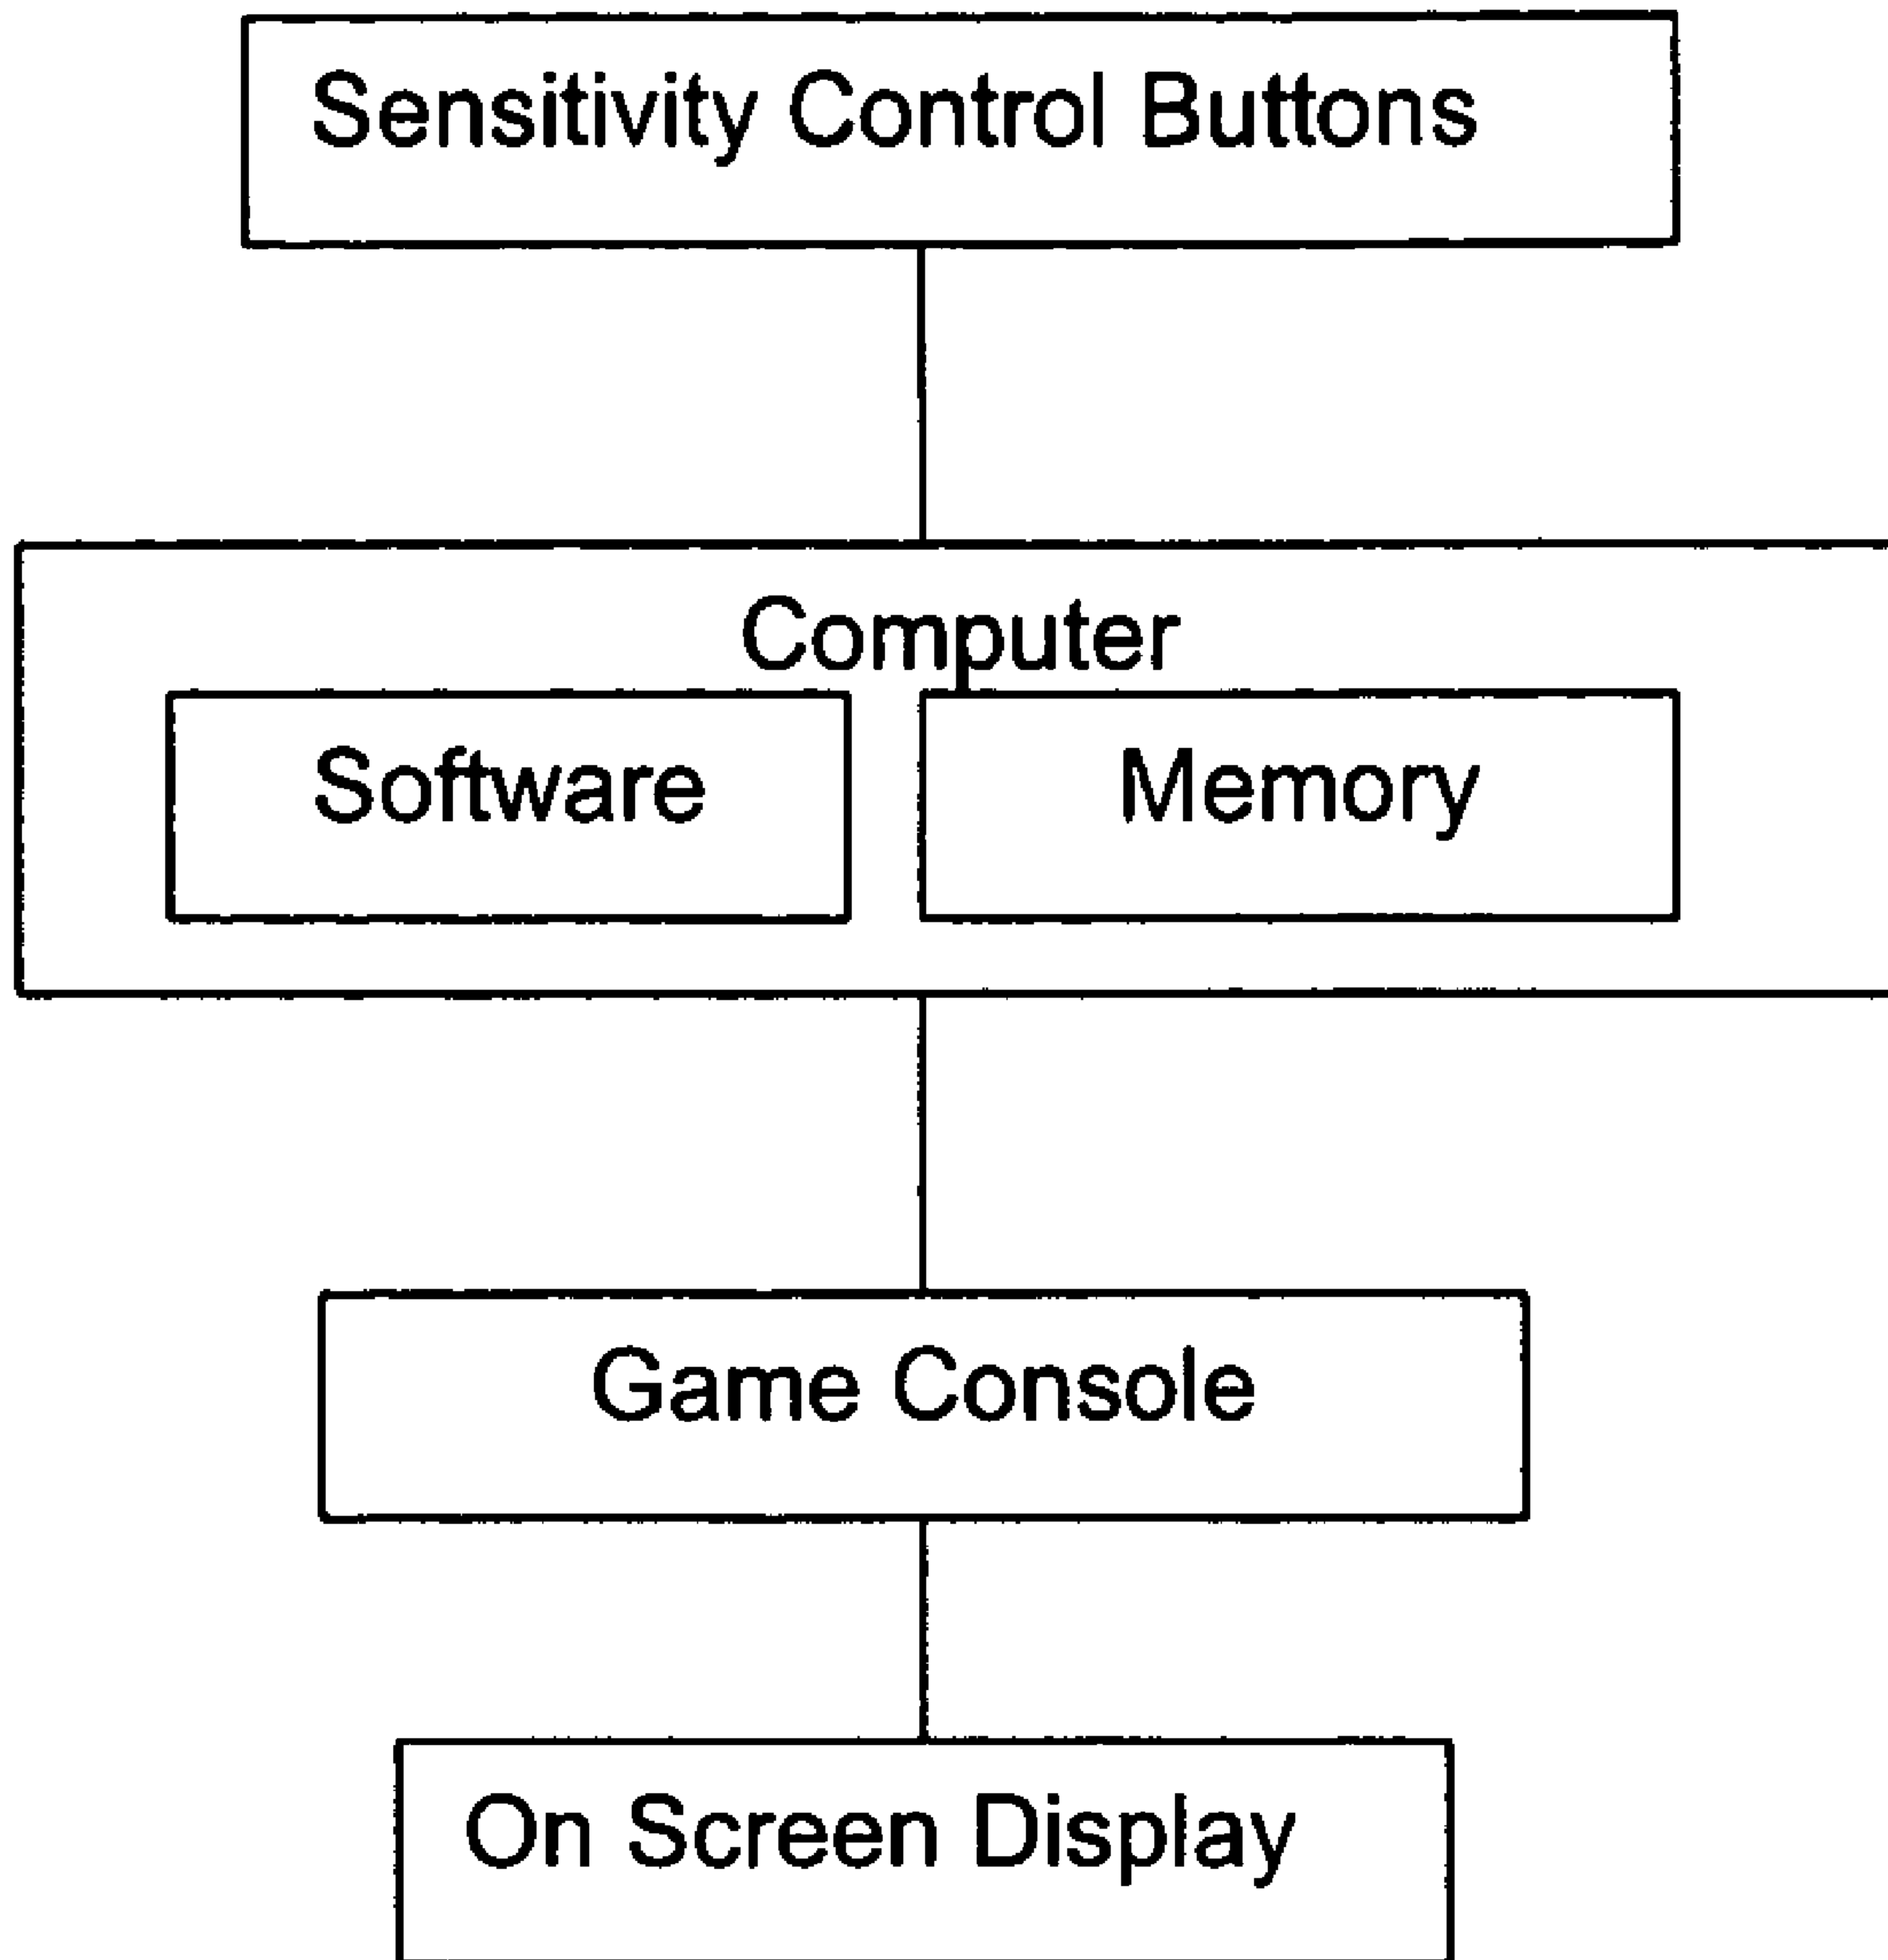 Sensitivity Control Buttons
Computer
Software
Memory
Game Console
On Screen Display